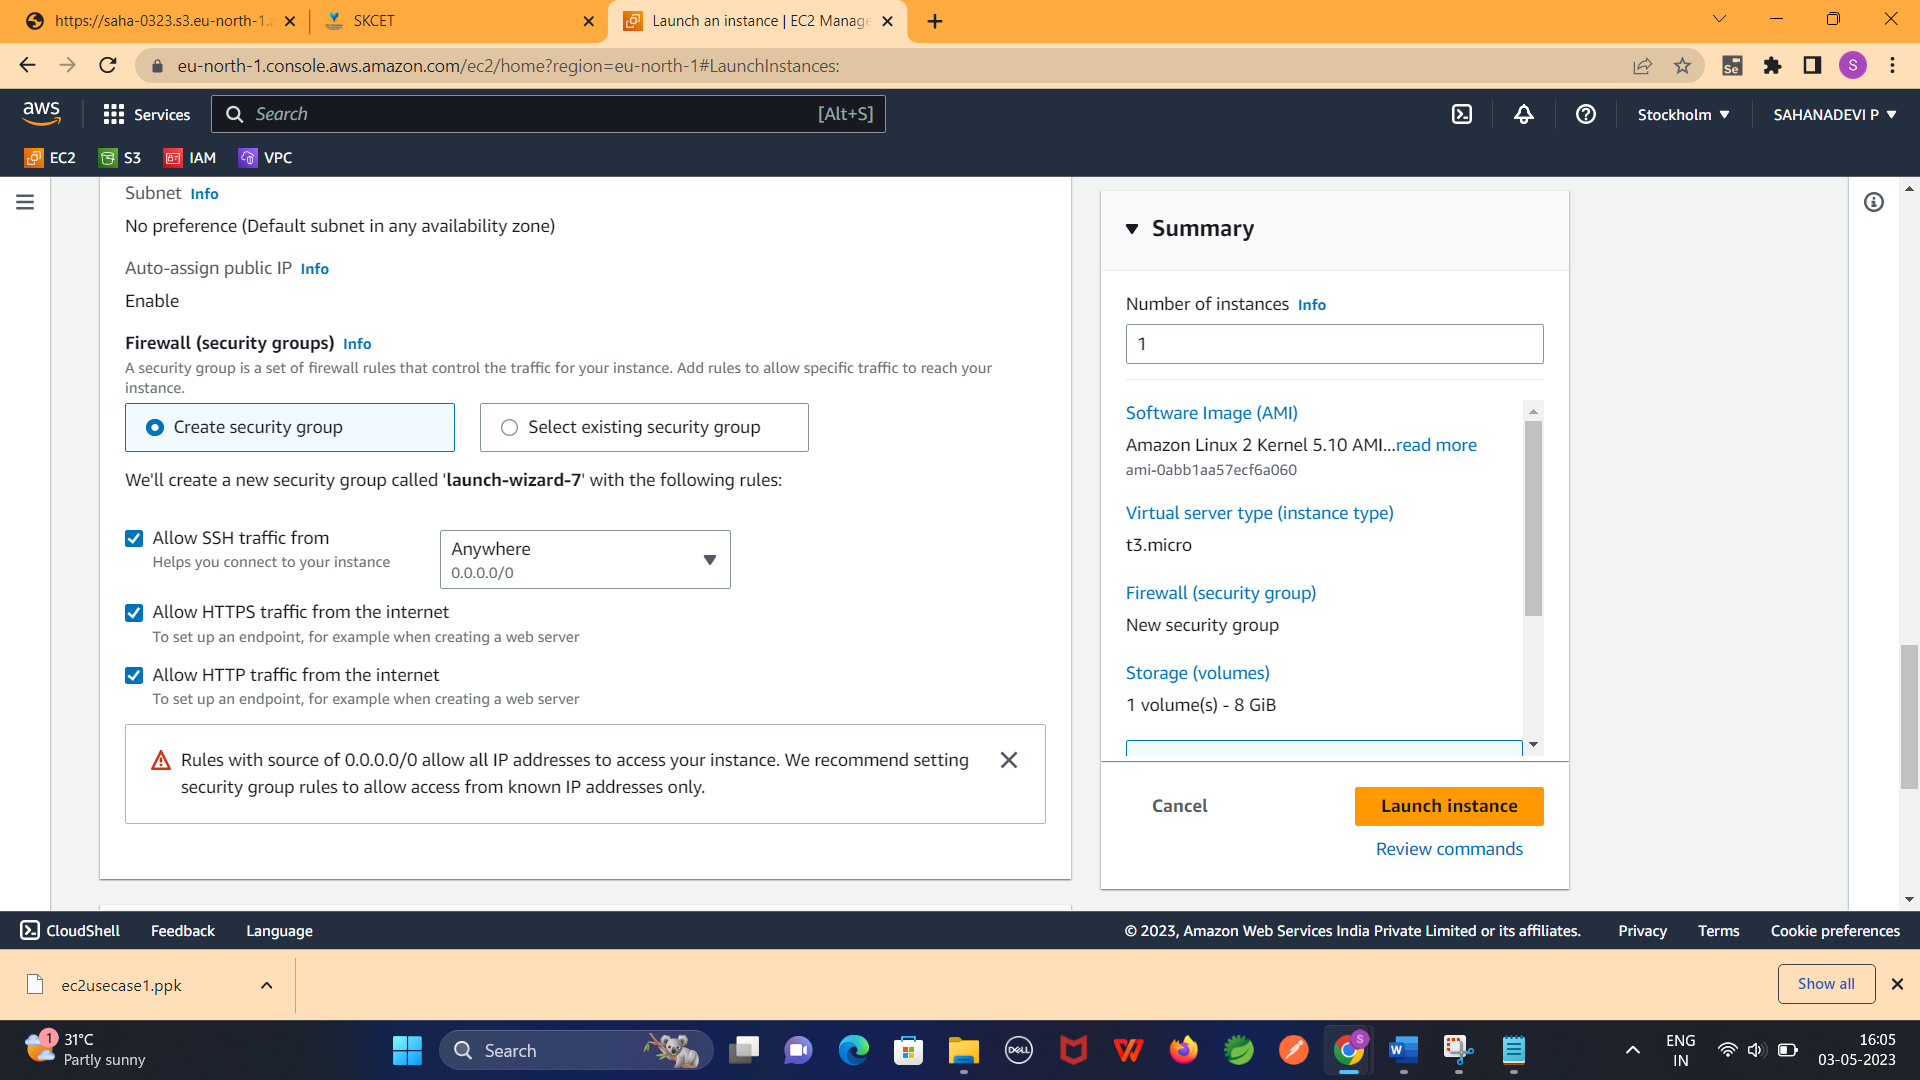 https://saha-0323.s3.eu-north-1.a
SKCET
Launch an instance | EC2 Manage
eu-north-1.console.aws.amazon.com/ec2/home?region=eu-north-1#LaunchInstances:
Se
S
aws
Services
Search
[Alt+S]
Stockholm
SAHANADEVI P
EC2
S3
IAM
VPC
Subnet Info
No preference (Default subnet in any availability zone)
Auto-assign public IP Info
Enable
Firewall (security groups) Info
A security group is a set of firewall rules that control the traffic for your instance. Add rules to allow specific traffic to reach your
instance.
Create security group
Select existing security group
We'll create a new security group called 'launch-wizard-7' with the following rules:
Allow SSH traffic from
Helps you connect to your instance
Anywhere
0.0.0.0/0
Allow HTTPS traffic from the internet
To set up an endpoint, for example when creating a web server
Allow HTTP traffic from the internet
To set up an endpoint, for example when creating a web server
Rules with source of 0.0.0.0/0 allow all IP addresses to access your instance. We recommend setting
security group rules to allow access from known IP addresses only.
Summary
Number of instances Info
1
Software Image (AMI)
Amazon Linux 2 Kernel 5.10 AMI...read more
ami-0abb1aa57ecf6a060
Virtual server type (instance type)
t3.micro
Firewall (security group)
New security group
Storage (volumes)
1 volume(s) - 8 GiB
Cancel
Launch instance
Review commands
CloudShell
Feedback
Language
© 2023, Amazon Web Services India Private Limited or its affiliates.
Privacy
Terms
Cookie preferences
ec2usecase1.ppk
Show all
1
31°C
Partly sunny
Search
DELL
S
W
ENG
IN
16:05
03-05-2023